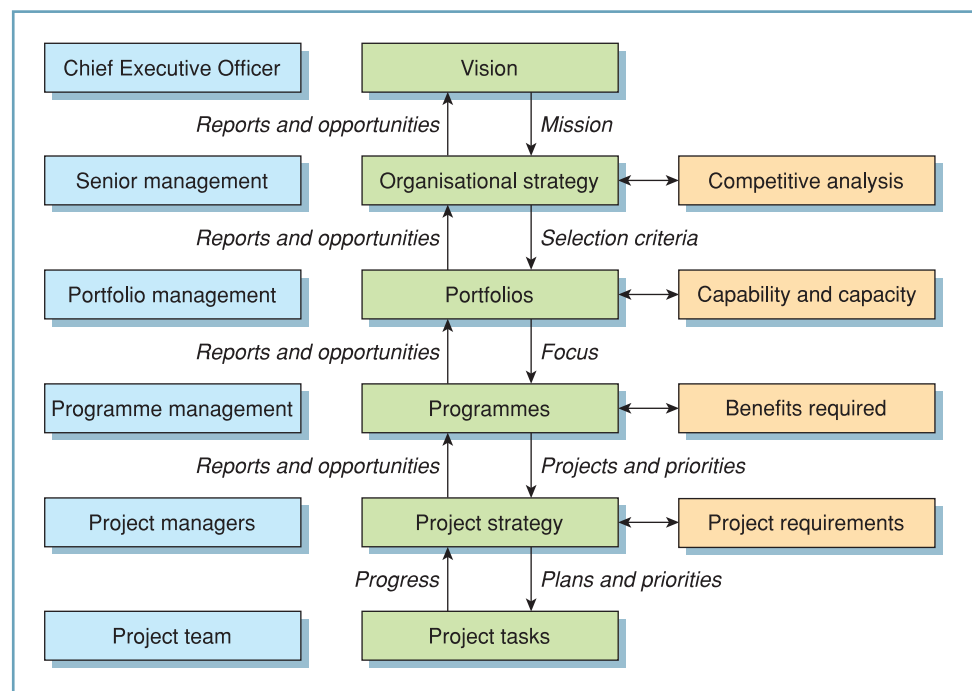 Chief Executive Officer
Vision
Reports and opportunities
Mission
Senior management
Organisational strategy
Competitive analysis
Reports and opportunities
Selection criteria
Portfolio management
Portfolios
Capability and capacity
Reports and opportunities
Focus
Programme management
Programmes
Benefits required
Reports and opportunities
Projects and priorities
Project managers
Project strategy
Project requirements
Progress
Plans and priorities
Project team
Project tasks